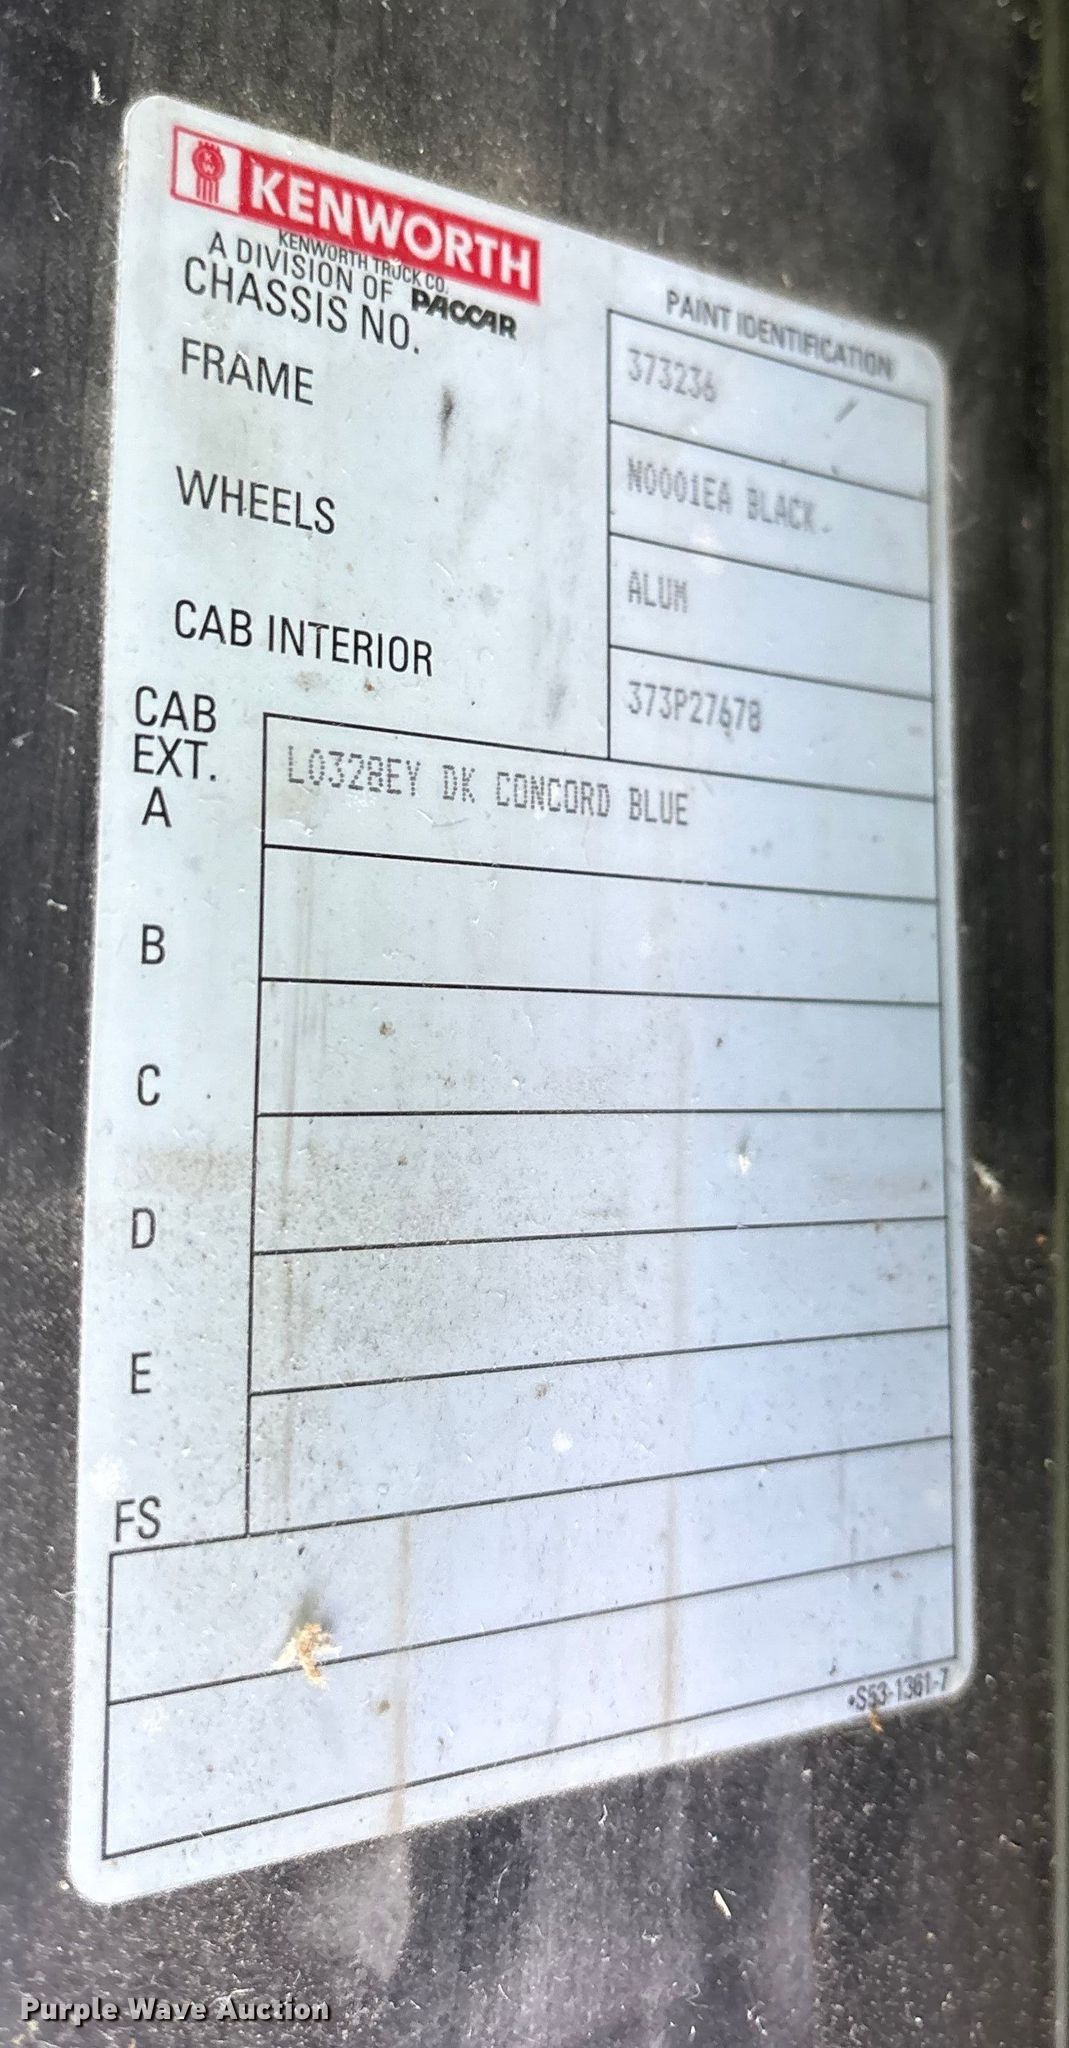 KW KENWORTH
KENWORTH TRUCK CO.
A DIVISION OF PACCAR
PAINT IDENTIFICATION
CHASSIS NO. 373236
FRAME N0001EA BLACK
WHEELS ALUM
CAB INTERIOR 373P27678
CAB
EXT.
A L0328EY DK CONCORD BLUE
B
C
D
E
FS
•S53-1361-7
Purple Wave Auction